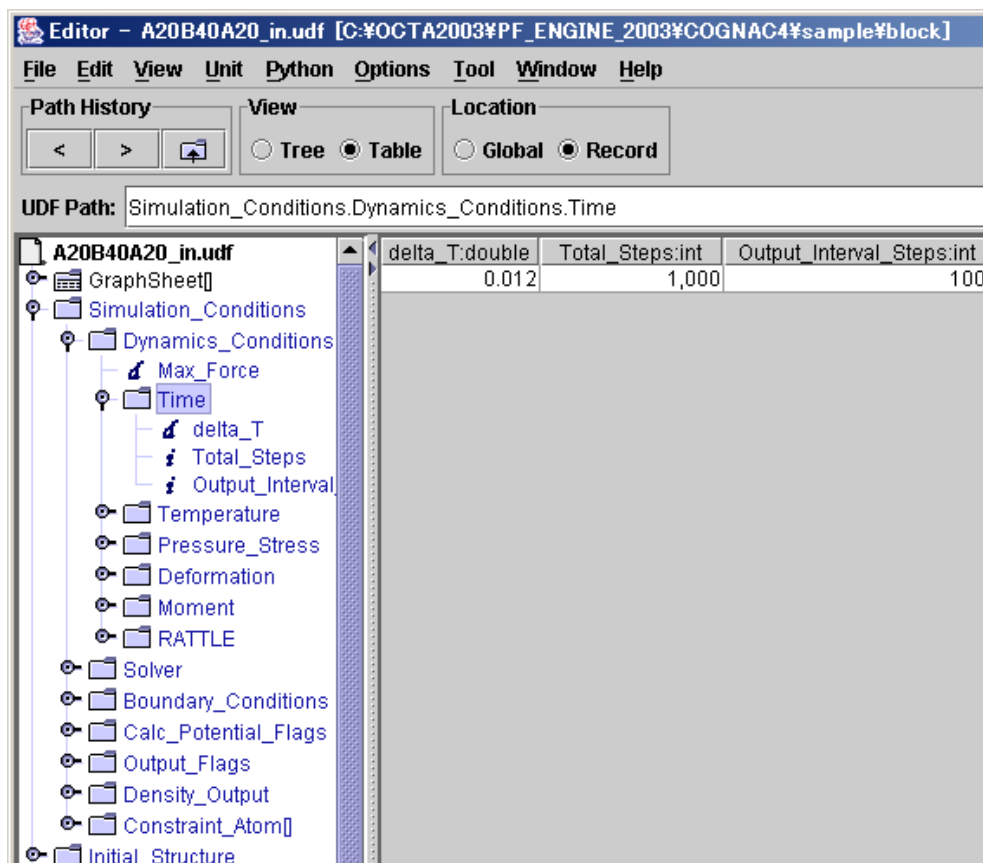 Editor – A20B40A20_in.udf [C:¥OCTA2003¥PF_ENGINE_2003¥COGNAC4¥sample¥block]
File Edit View Unit Python Options Tool Window Help
Path History View Location
< > Tree Table Global Record
UDF Path: Simulation_Conditions.Dynamics_Conditions.Time
A20B40A20_in.udf
GraphSheet[]
Simulation_Conditions
Dynamics_Conditions
Max_Force
Time
delta_T
Total_Steps
Output_Interval_
Temperature
Pressure_Stress
Deformation
Moment
RATTLE
Solver
Boundary_Conditions
Calc_Potential_Flags
Output_Flags
Density_Output
Constraint_Atom[]
Initial_Structure
delta_T:double Total_Steps:int Output_Interval_Steps:int
0.012 1,000 100